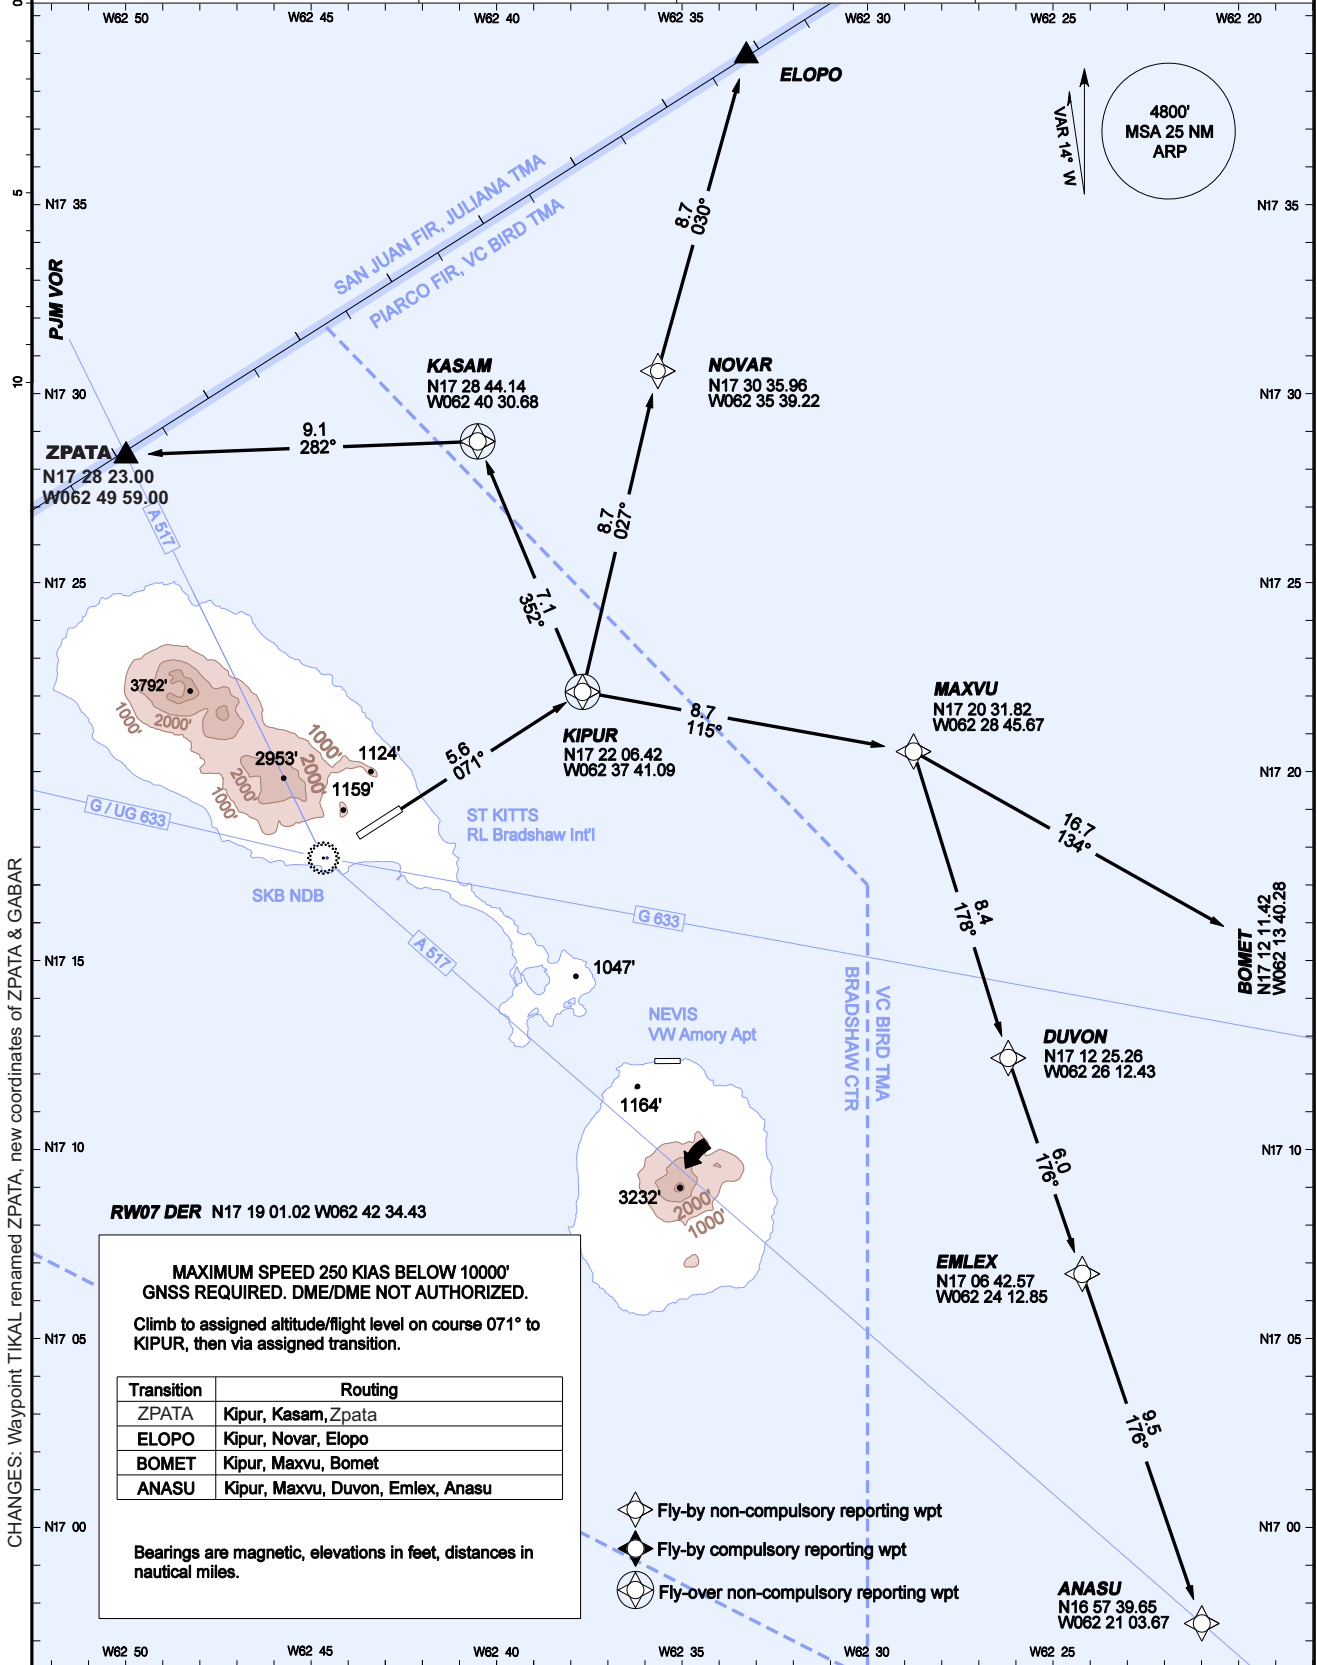 W62 50
W62 45
W62 40
W62 35
W62 30
W62 25
W62 20
0
ELOPO
4800'
MSA 25 NM
ARP
VAR 14° W
SAN JUAN FIR, JULIANA TMA
PIARCO FIR, VC BIRD TMA
5
N17 35
N17 35
8.7
030°
PJM VOR
KASAM
N17 28 44.14
W062 40 30.68
NOVAR
N17 30 35.96
W062 35 39.22
10
N17 30
N17 30
9.1
282°
ZPATA
N17 28 23.00
W062 49 59.00
A 517
8.7
027°
N17 25
N17 25
7.1
352°
3792'
1000'
2000'
2953'
1000'
2000'
2000'
1000'
1124'
1159'
5.6
071°
KIPUR
N17 22 06.42
W062 37 41.09
8.7
115°
MAXVU
N17 20 31.82
W062 28 45.67
N17 20
G / UG 633
ST KITTS
RL Bradshaw Int'l
16.7
134°
SKB NDB
G 633
8.4
178°
A 517
BOMET
N17 12 11.42
W062 13 40.28
N17 15
N17 15
1047'
BRADSHAW CTR
VC BIRD TMA
NEVIS
VW Amory Apt
DUVON
N17 12 25.26
W062 26 12.43
1164'
N17 10
N17 10
6.0
176°
3232'
2000'
1000'
RW07 DER N17 19 01.02 W062 42 34.43
EMLEX
N17 06 42.57
W062 24 12.85
MAXIMUM SPEED 250 KIAS BELOW 10000'
GNSS REQUIRED. DME/DME NOT AUTHORIZED.
Climb to assigned altitude/flight level on course 071° to
KIPUR, then via assigned transition.
N17 05
N17 05
Transition Routing
ZPATA Kipur, Kasam, Zpata
ELOPO Kipur, Novar, Elopo
BOMET Kipur, Maxvu, Bomet
ANASU Kipur, Maxvu, Duvon, Emlex, Anasu
9.5
176°
Bearings are magnetic, elevations in feet, distances in
nautical miles.
N17 00
N17 00
Fly-by non-compulsory reporting wpt
Fly-by compulsory reporting wpt
Fly-over non-compulsory reporting wpt
ANASU
N16 57 39.65
W062 21 03.67
W62 50
W62 45
W62 40
W62 35
W62 30
W62 25
CHANGES: Waypoint TIKAL renamed ZPATA, new coordinates of ZPATA & GABAR